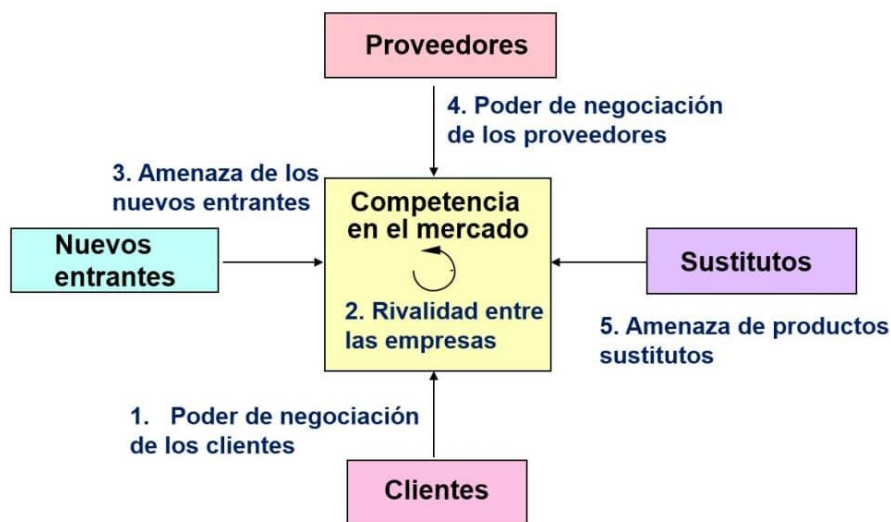 Proveedores
4. Poder de negociación
de los proveedores
3. Amenaza de los
nuevos entrantes
Competencia
en el mercado
Nuevos
entrantes
Sustitutos
2. Rivalidad entre
las empresas
5. Amenaza de productos
sustitutos
1. Poder de negociación
de los clientes
Clientes